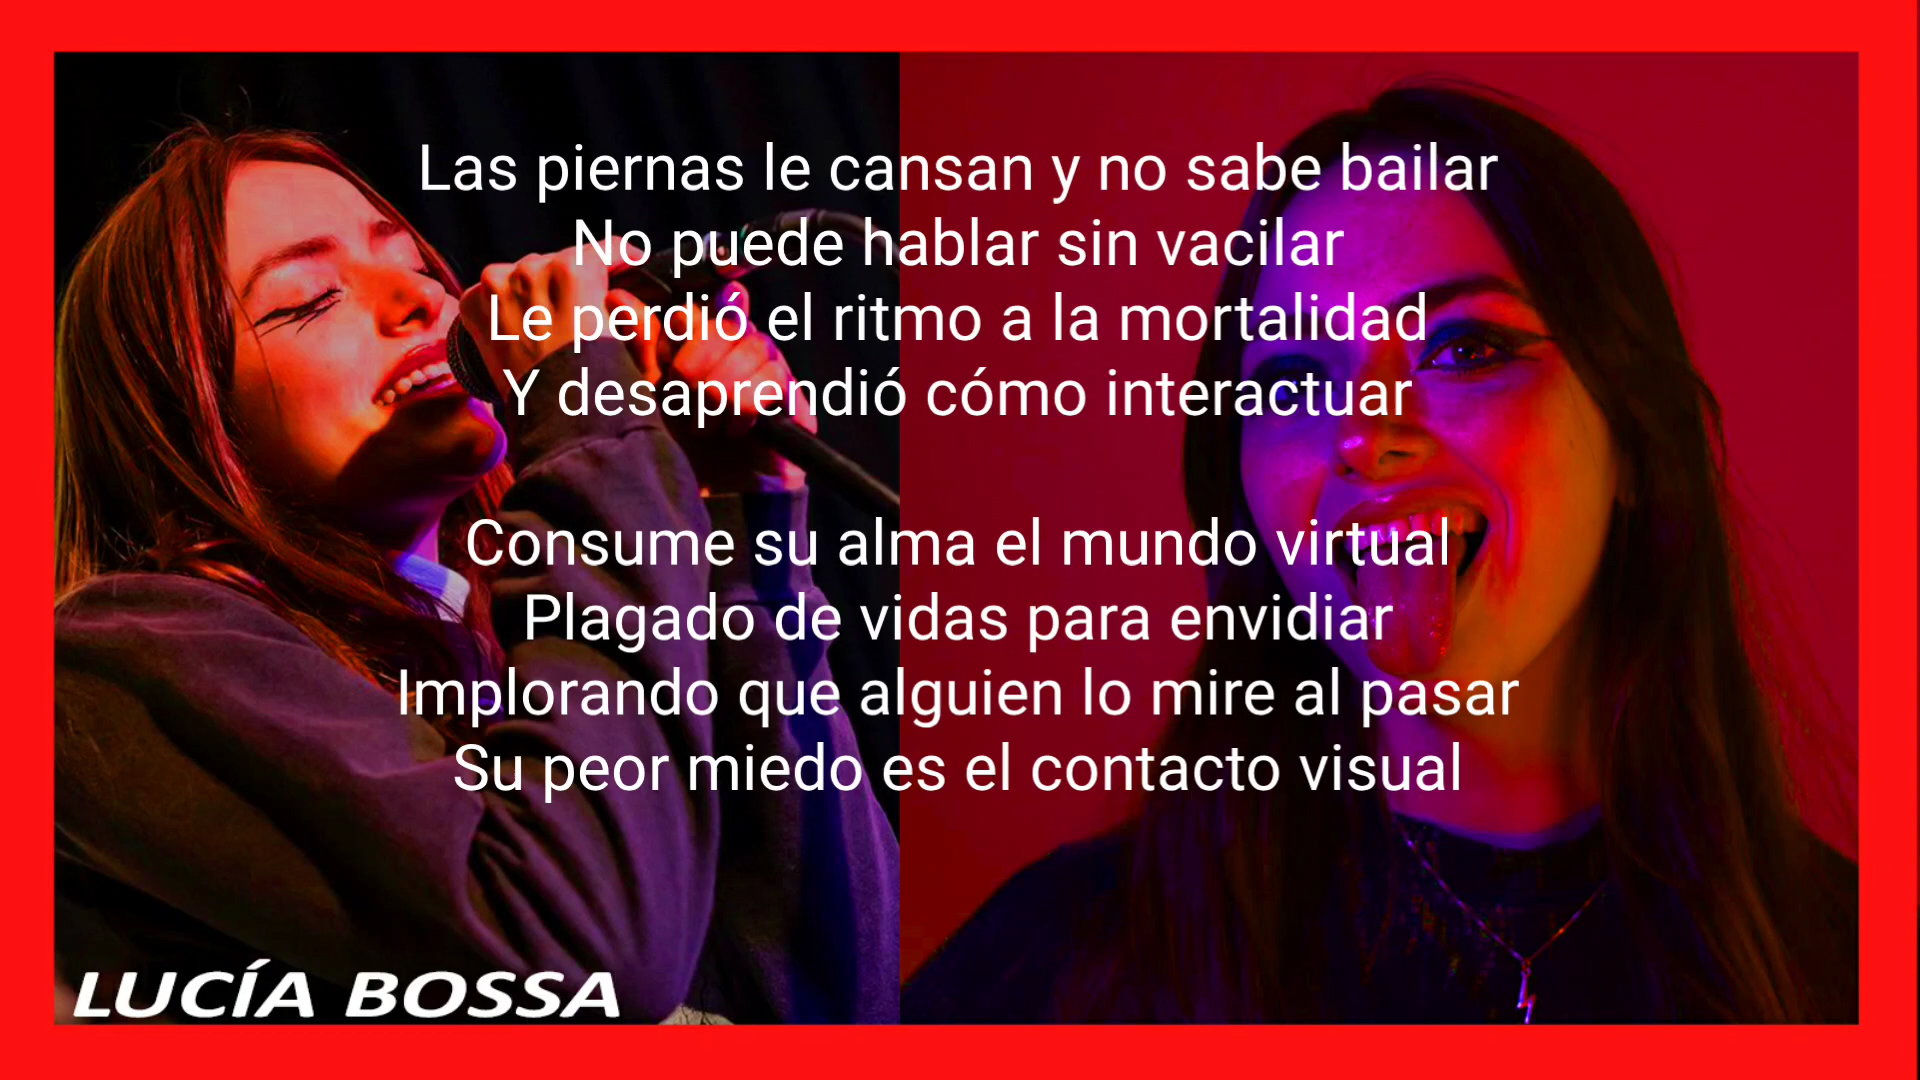 Las piernas le cansan y no sabe bailar
No puede hablar sin vacilar
Le perdió el ritmo a la mortalidad
Y desaprendió cómo interactuar
Consume su alma el mundo virtual
Plagado de vidas para envidiar
Implorando que alguien lo mire al pasar
Su peor miedo es el contacto visual
LUCÍA BOSSA